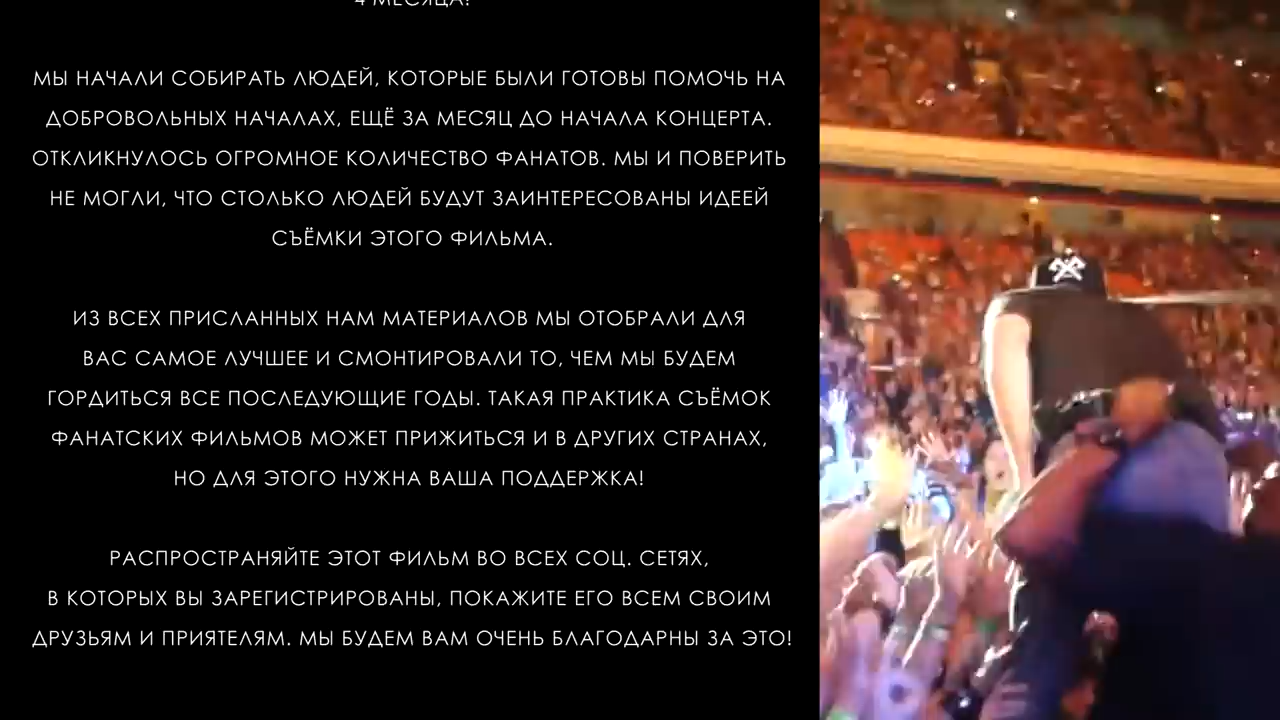 4 МЕСЯЦА!
МЫ НАЧАЛИ СОБИРАТЬ ЛЮДЕЙ, КОТОРЫЕ БЫЛИ ГОТОВЫ ПОМОЧЬ НА
ДОБРОВОЛЬНЫХ НАЧАЛАХ, ЕЩЁ ЗА МЕСЯЦ ДО НАЧАЛА КОНЦЕРТА.
ОТКЛИКНУЛОСЬ ОГРОМНОЕ КОЛИЧЕСТВО ФАНАТОВ. МЫ И ПОВЕРИТЬ
НЕ МОГЛИ, ЧТО СТОЛЬКО ЛЮДЕЙ БУДУТ ЗАИНТЕРЕСОВАНЫ ИДЕЕЙ
СЪЁМКИ ЭТОГО ФИЛЬМА.
ИЗ ВСЕХ ПРИСЛАННЫХ НАМ МАТЕРИАЛОВ МЫ ОТОБРАЛИ ДЛЯ
ВАС САМОЕ ЛУЧШЕЕ И СМОНТИРОВАЛИ ТО, ЧЕМ МЫ БУДЕМ
ГОРДИТЬСЯ ВСЕ ПОСЛЕДУЮЩИЕ ГОДЫ. ТАКАЯ ПРАКТИКА СЪЁМОК
ФАНАТСКИХ ФИЛЬМОВ МОЖЕТ ПРИЖИТЬСЯ И В ДРУГИХ СТРАНАХ,
НО ДЛЯ ЭТОГО НУЖНА ВАША ПОДДЕРЖКА!
РАСПРОСТРАНЯЙТЕ ЭТОТ ФИЛЬМ ВО ВСЕХ СОЦ. СЕТЯХ,
В КОТОРЫХ ВЫ ЗАРЕГИСТРИРОВАНЫ, ПОКАЖИТЕ ЕГО ВСЕМ СВОИМ
ДРУЗЬЯМ И ПРИЯТЕЛЯМ. МЫ БУДЕМ ВАМ ОЧЕНЬ БЛАГОДАРНЫ ЗА ЭТО!